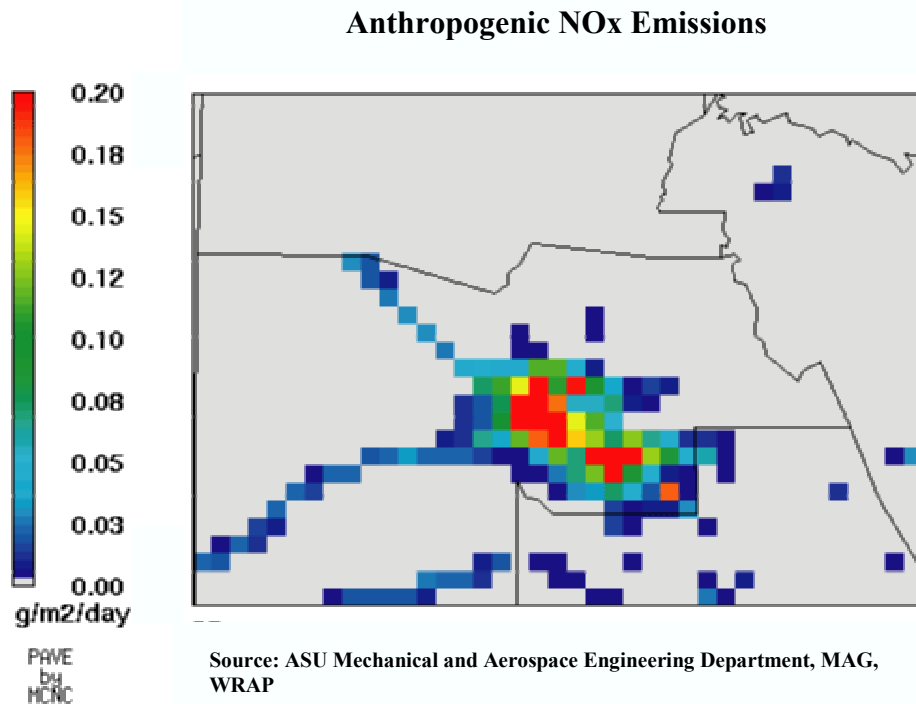 Anthropogenic NOx Emissions
0.20
0.18
0.15
0.12
0.10
0.08
0.05
0.03
0.00
g/m2/day
PAVE
by
MCNC
Source: ASU Mechanical and Aerospace Engineering Department, MAG,
WRAP